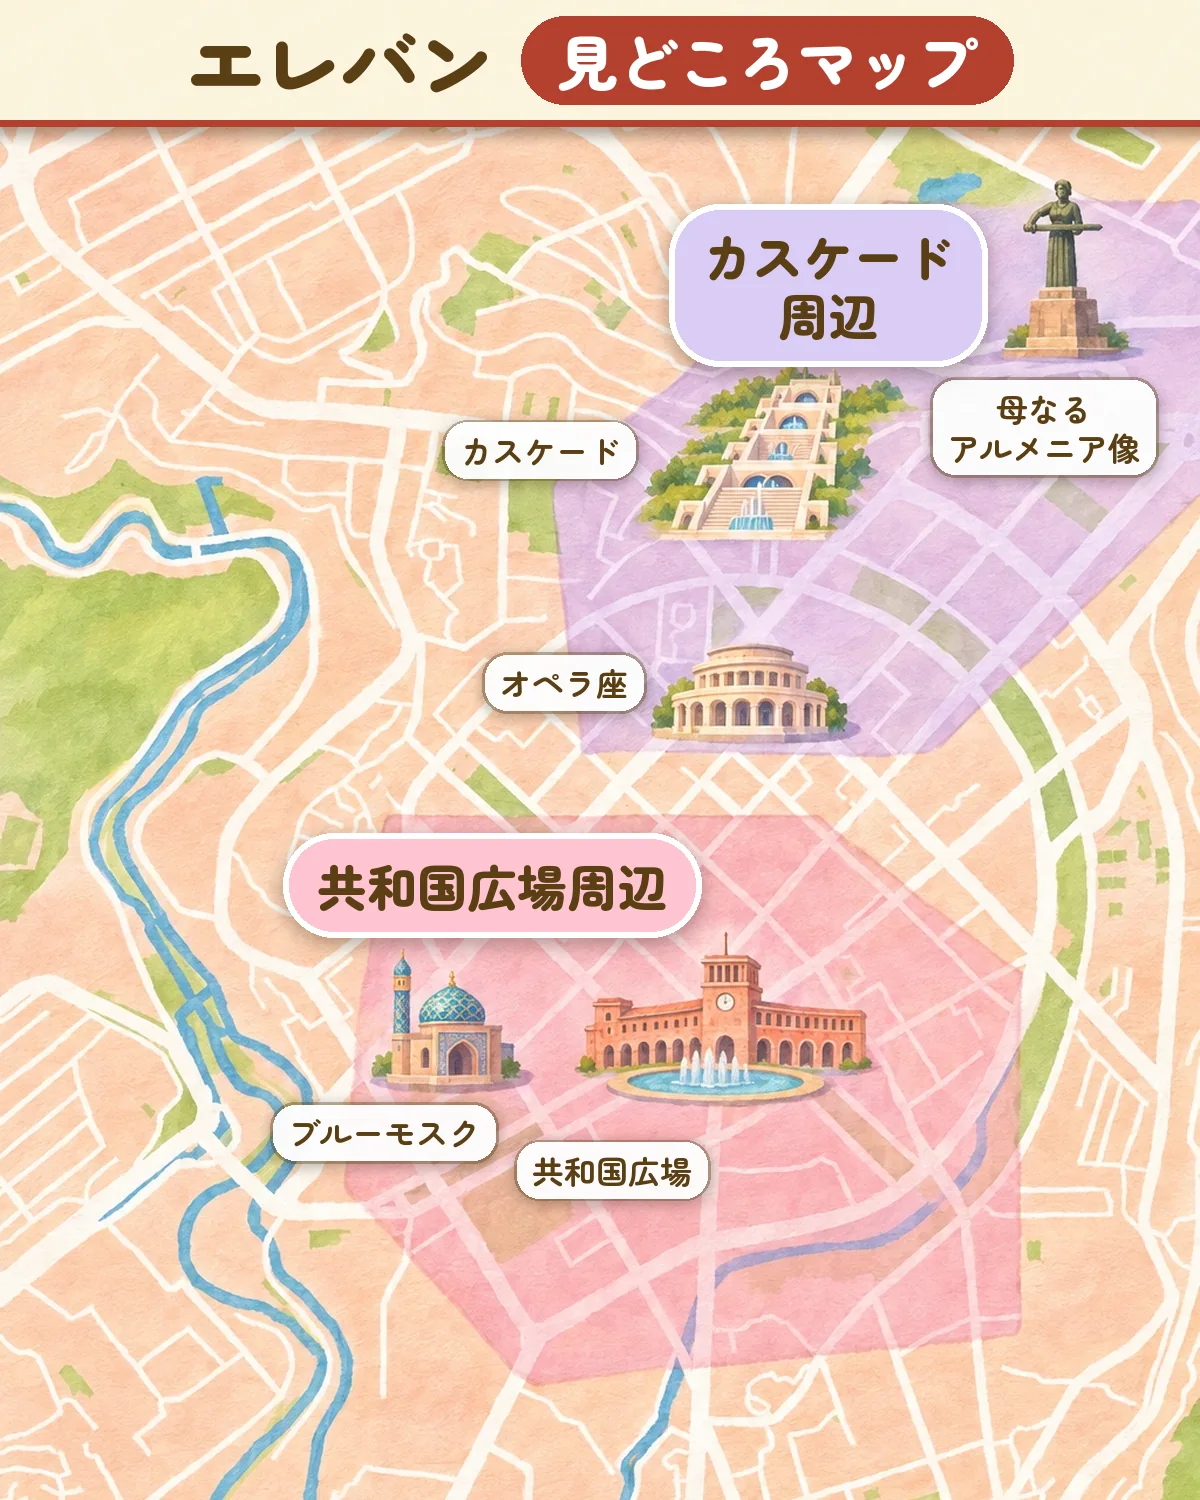 エレバン 見どころマップ
カスケード
周辺
母なる
アルメニア像
カスケード
オペラ座
共和国広場周辺
ブルーモスク
共和国広場